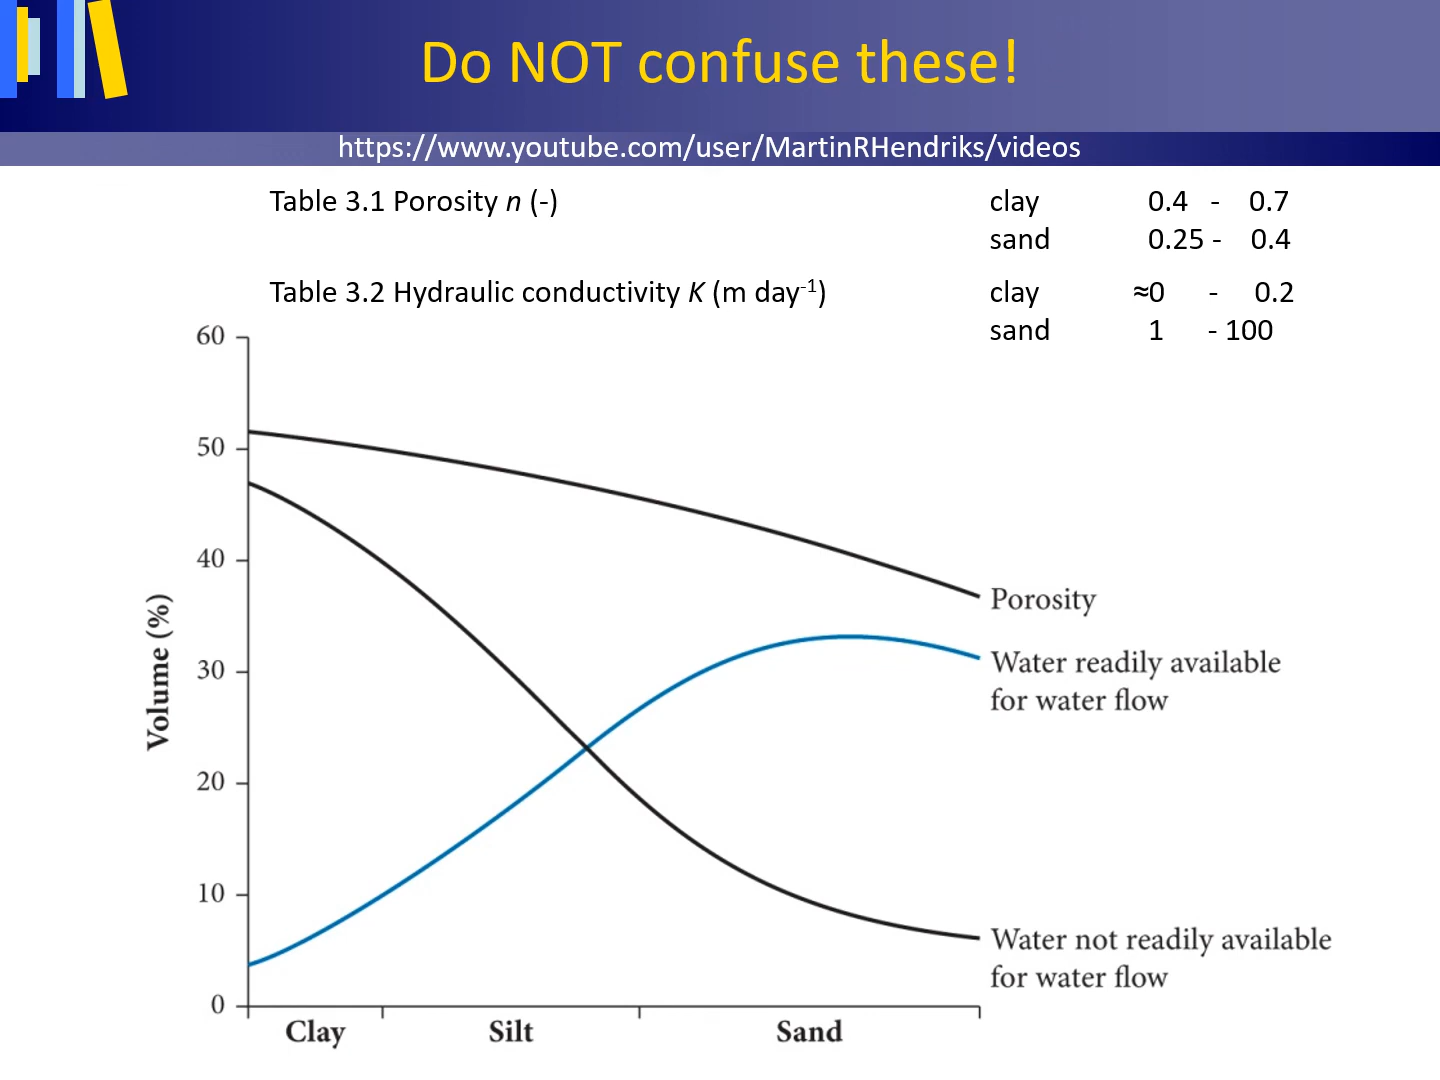 Do NOT confuse these!
https://www.youtube.com/user/MartinRHendriks/videos
Table 3.1 Porosity n (-) clay 0.4 - 0.7
sand 0.25 - 0.4
Table 3.2 Hydraulic conductivity K (m day⁻¹) clay ≈0 - 0.2
sand 1 - 100
60
50
40
30
20
10
0
Volume (%)
Porosity
Water readily available
for water flow
Water not readily available
for water flow
Clay Silt Sand